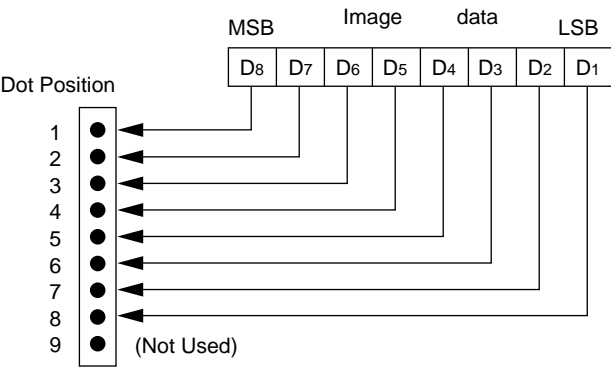 MSB Image data LSB
D8 D7 D6 D5 D4 D3 D2 D1
Dot Position
1
2
3
4
5
6
7
8
9 (Not Used)